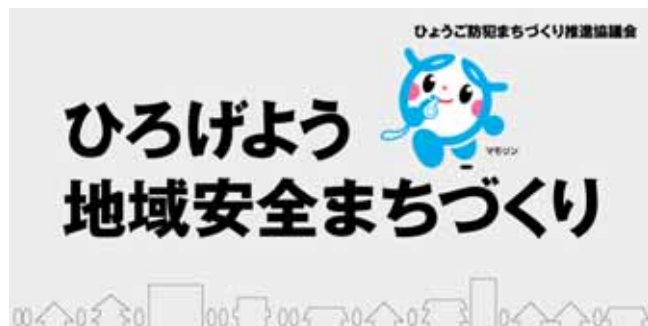 ひょうご防犯まちづくり推進協議会
ひろげよう
マモリン
地域安全まちづくり